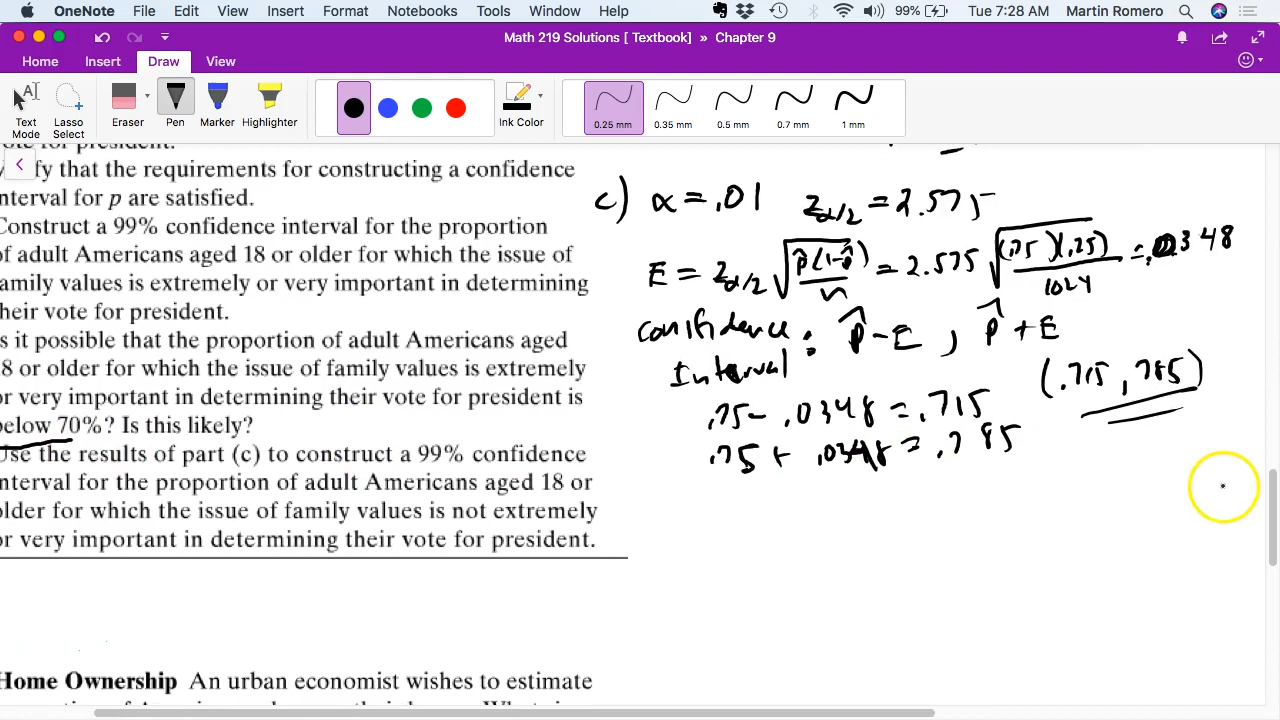 OneNote File Edit View Insert Format Notebooks Tools Window Help 99% Tue 7:28 AM Martin Romero
Math 219 Solutions [ Textbook] » Chapter 9
Home Insert Draw View
Text Mode Lasso Select Eraser Pen Marker Highlighter Ink Color 0.25 mm 0.35 mm 0.5 mm 0.7 mm 1 mm
vote for president.
fy that the requirements for constructing a confidence
nterval for p are satisfied.
Construct a 99% confidence interval for the proportion
of adult Americans aged 18 or older for which the issue of
family values is extremely or very important in determining
their vote for president.
Is it possible that the proportion of adult Americans aged
18 or older for which the issue of family values is extremely
or very important in determining their vote for president is
below 70%? Is this likely?
Use the results of part (c) to construct a 99% confidence
nterval for the proportion of adult Americans aged 18 or
older for which the issue of family values is not extremely
or very important in determining their vote for president.
Home Ownership An urban economist wishes to estimate
c) α = .01 zα/2 = 2.575
E = zα/2 √(p̂(1-p̂)/n) = 2.575 √((.75)(.25)/1024) = .0348
confidence : p̂ - E , p̂ + E
Interval
(.715, .785)
.75 - .0348 = .715
.75 + .0348 = .785